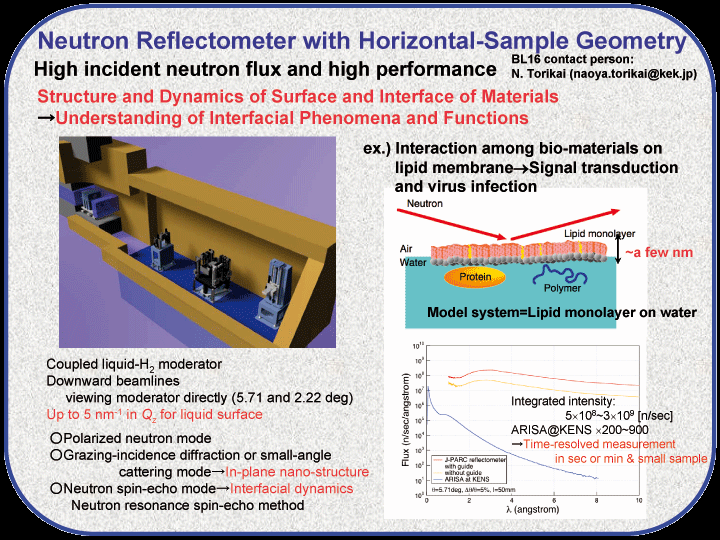 Neutron Reflectometer with Horizontal-Sample Geometry
High incident neutron flux and high performance
BL16 contact person:
N. Torikai (naoya.torikai@kek.jp)
Structure and Dynamics of Surface and Interface of Materials
→Understanding of Interfacial Phenomena and Functions
ex.) Interaction among bio-materials on
lipid membrane→Signal transduction
and virus infection
Neutron
Lipid monolayer
Air
Water
~a few nm
Protein
Polymer
Model system=Lipid monolayer on water
Coupled liquid-H2 moderator
Downward beamlines
viewing moderator directly (5.71 and 2.22 deg)
Up to 5 nm-1 in Qz for liquid surface
○Polarized neutron mode
○Grazing-incidence diffraction or small-angle
cattering mode→In-plane nano-structure
○Neutron spin-echo mode→Interfacial dynamics
Neutron resonance spin-echo method
Flux (n/sec/angstrom)
10^10
10^9
10^8
10^7
10^6
10^5
10^4
10^3
10^2
10^1
10^0
Integrated intensity:
5×10^8~3×10^9 [n/sec]
ARISA@KENS ×200~900
→Time-resolved measurement
in sec or min & small sample
J-PARC reflectometer
with guide
without guide
ARISA at KENS
θ=5.71deg, Δθ/θ=5%, l=50mm
0 2 4 6 8 10
λ (angstrom)